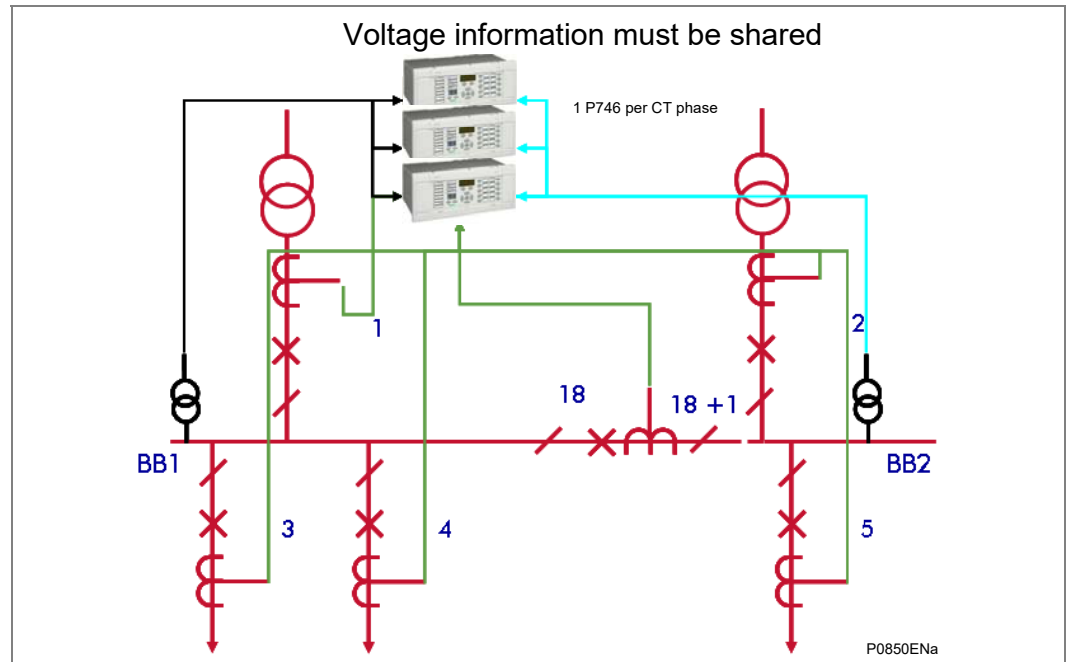 Voltage information must be shared
1 P746 per CT phase
1
2
18
18 +1
BB1
BB2
3
4
5
P0850ENa